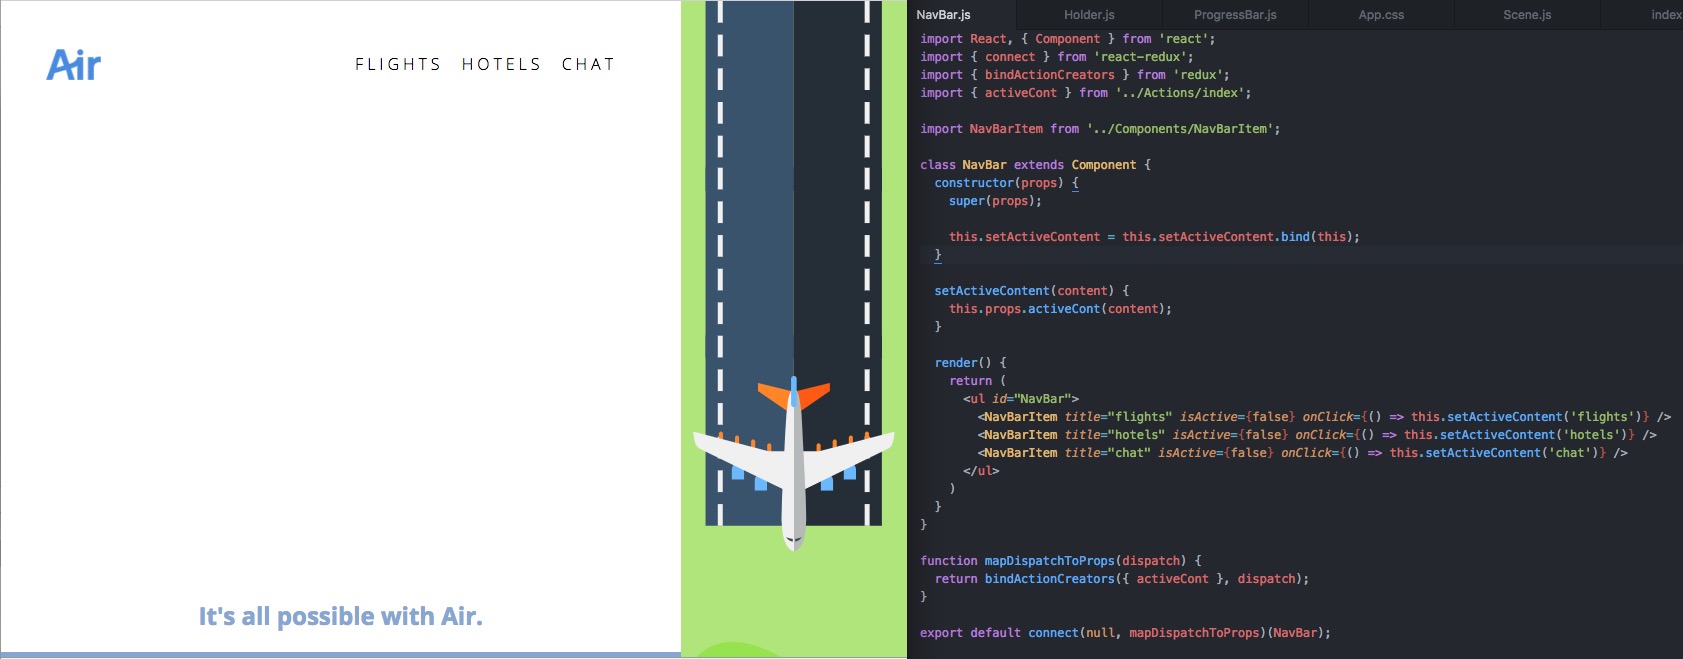 Air
FLIGHTS HOTELS CHAT
It's all possible with Air.
NavBar.js Holder.js ProgressBar.js App.css Scene.js index
import React, { Component } from 'react';
import { connect } from 'react-redux';
import { bindActionCreators } from 'redux';
import { activeCont } from '../Actions/index';
import NavBarItem from '../Components/NavBarItem';
class NavBar extends Component {
constructor(props) {
super(props);
this.setActiveContent = this.setActiveContent.bind(this);
}
setActiveContent(content) {
this.props.activeCont(content);
}
render() {
return (
<ul id="NavBar">
<NavBarItem title="flights" isActive={false} onClick={() => this.setActiveContent('flights')} />
<NavBarItem title="hotels" isActive={false} onClick={() => this.setActiveContent('hotels')} />
<NavBarItem title="chat" isActive={false} onClick={() => this.setActiveContent('chat')} />
</ul>
)
}
}
function mapDispatchToProps(dispatch) {
return bindActionCreators({ activeCont }, dispatch);
}
export default connect(null, mapDispatchToProps)(NavBar);